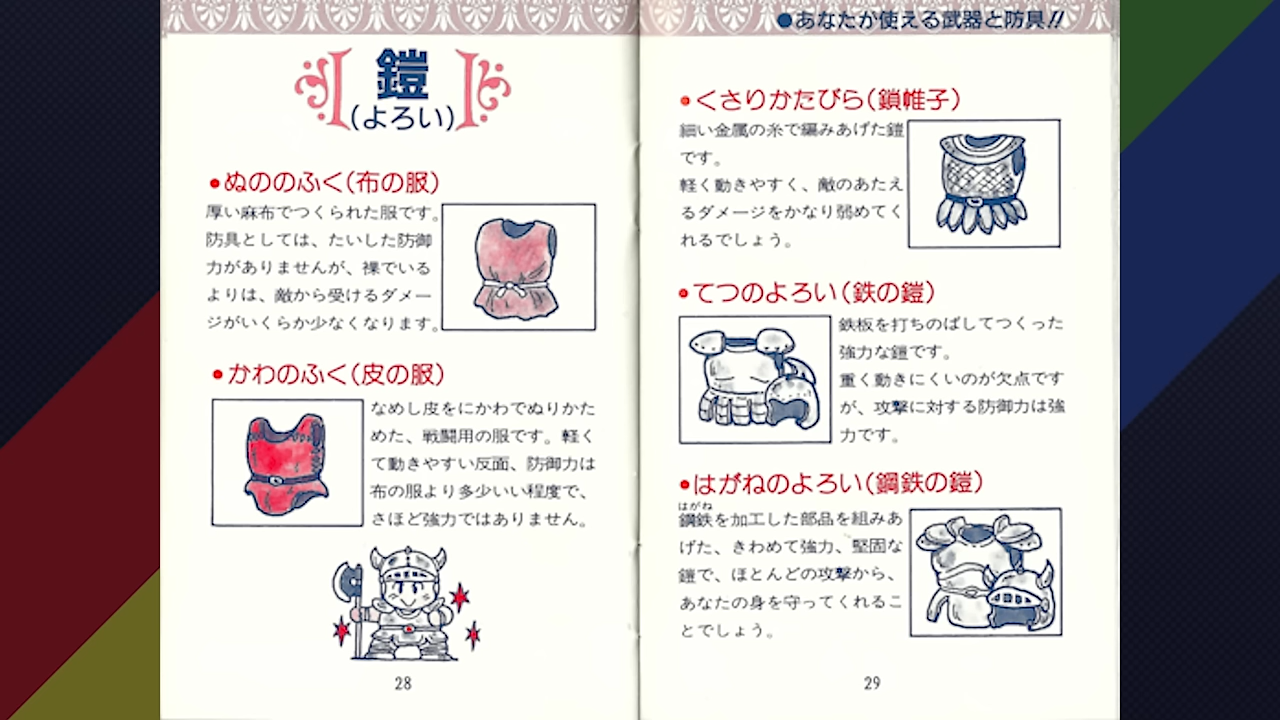 鎧
(よろい)
●ぬののふく(布の服)
厚い麻布でつくられた服です。
防具としては、たいした防御
力がありませんが、裸でいる
よりは、敵から受けるダメー
ジがいくらか少なくなります。
●かわのふく(皮の服)
なめし皮をにかわでぬりかた
めた、戦闘用の服です。軽く
て動きやすい反面、防御力は
布の服より多少いい程度で、
さほど強力ではありません。
28
●あなたか使える武器と防具!!
●くさりかたびら(鎖帷子)
細い金属の糸で編みあげた鎧
です。
軽く動きやすく、敵のあたえ
るダメージをかなり弱めてく
れるでしょう。
●てつのよろい(鉄の鎧)
鉄板を打ちのばしてつくった
強力な鎧です。
重く動きにくいのが欠点です
が、攻撃に対する防御力は強
力です。
●はがねのよろい(鋼鉄の鎧)
はがね
鋼鉄を加工した部品を組みあ
げた、きわめて強力、堅固な
鎧で、ほとんどの攻撃から、
あなたの身を守ってくれるこ
とでしょう。
29